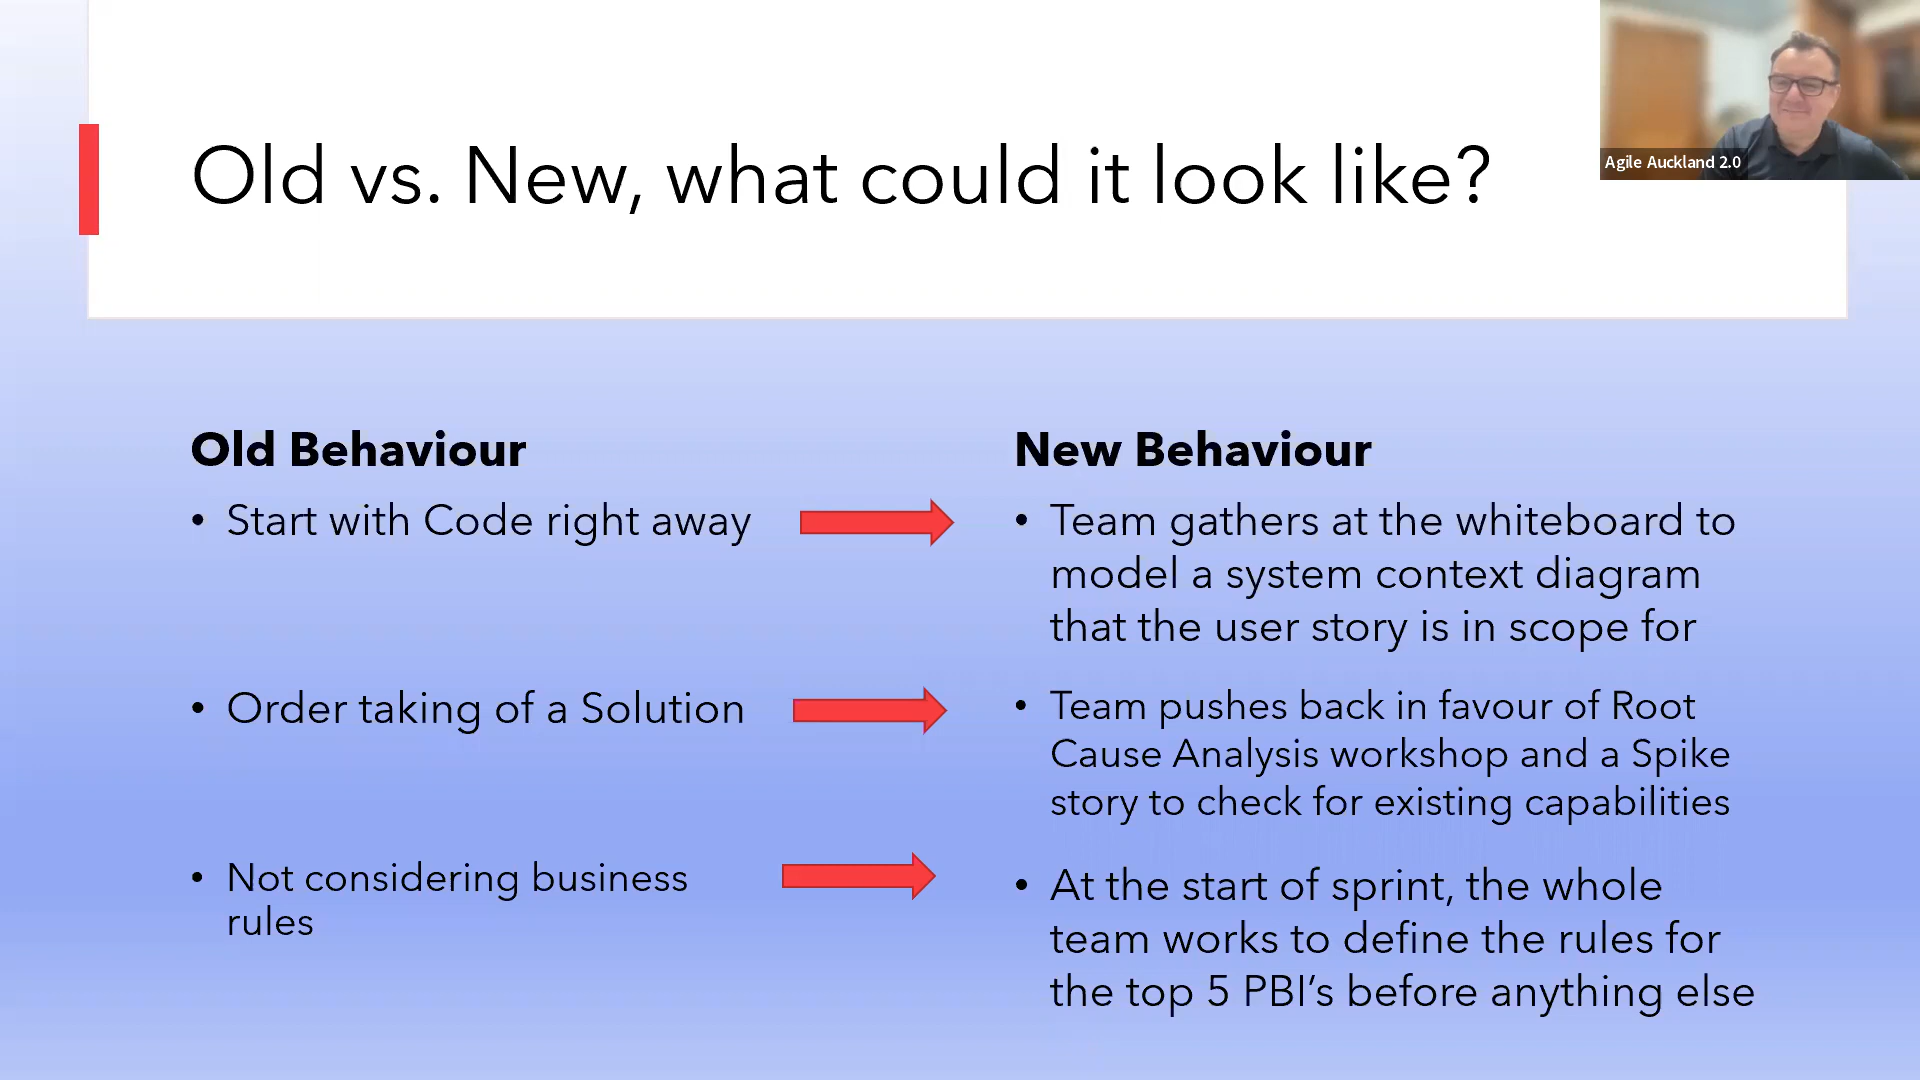 Old vs. New, what could it look like?
Agile Auckland 2.0
Old Behaviour
• Start with Code right away
• Order taking of a Solution
• Not considering business
rules
New Behaviour
• Team gathers at the whiteboard to
model a system context diagram
that the user story is in scope for
• Team pushes back in favour of Root
Cause Analysis workshop and a Spike
story to check for existing capabilities
• At the start of sprint, the whole
team works to define the rules for
the top 5 PBI’s before anything else